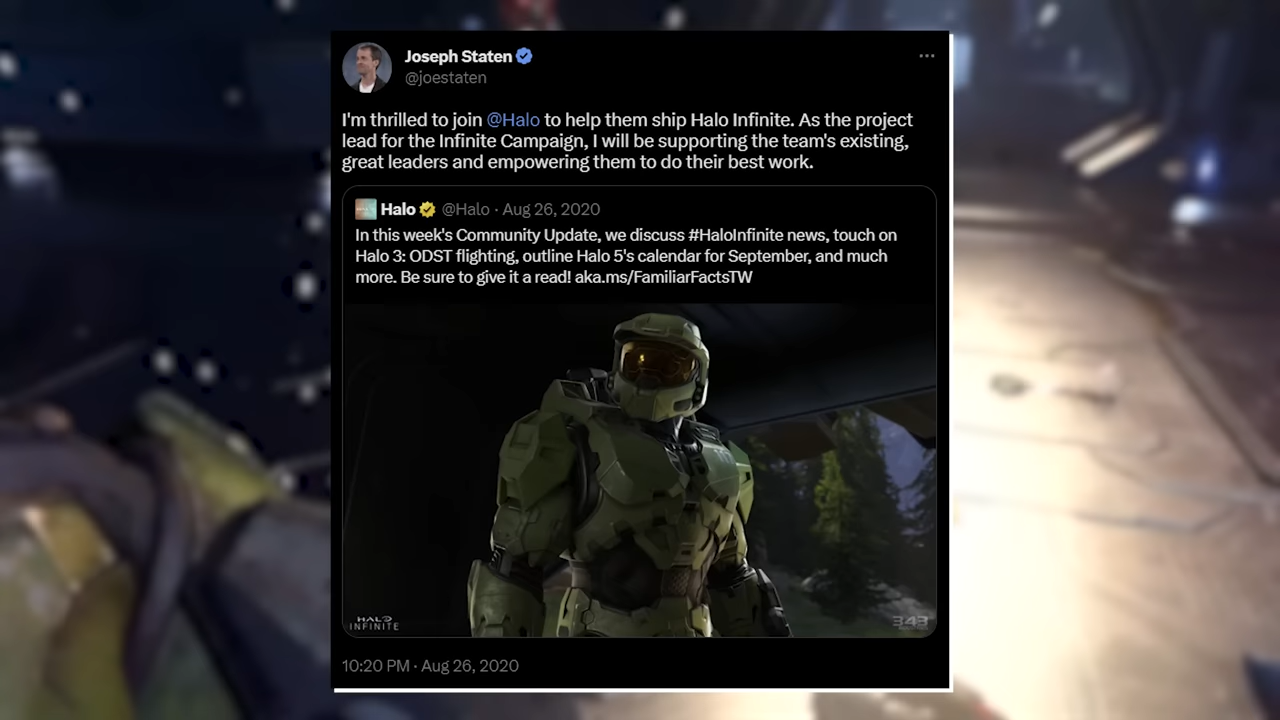 Joseph Staten
@joestaten
I'm thrilled to join @Halo to help them ship Halo Infinite. As the project
lead for the Infinite Campaign, I will be supporting the team's existing,
great leaders and empowering them to do their best work.
Halo @Halo · Aug 26, 2020
In this week's Community Update, we discuss #HaloInfinite news, touch on
Halo 3: ODST flighting, outline Halo 5's calendar for September, and much
more. Be sure to give it a read! aka.ms/FamiliarFactsTW
HALO
INFINITE
343
10:20 PM · Aug 26, 2020